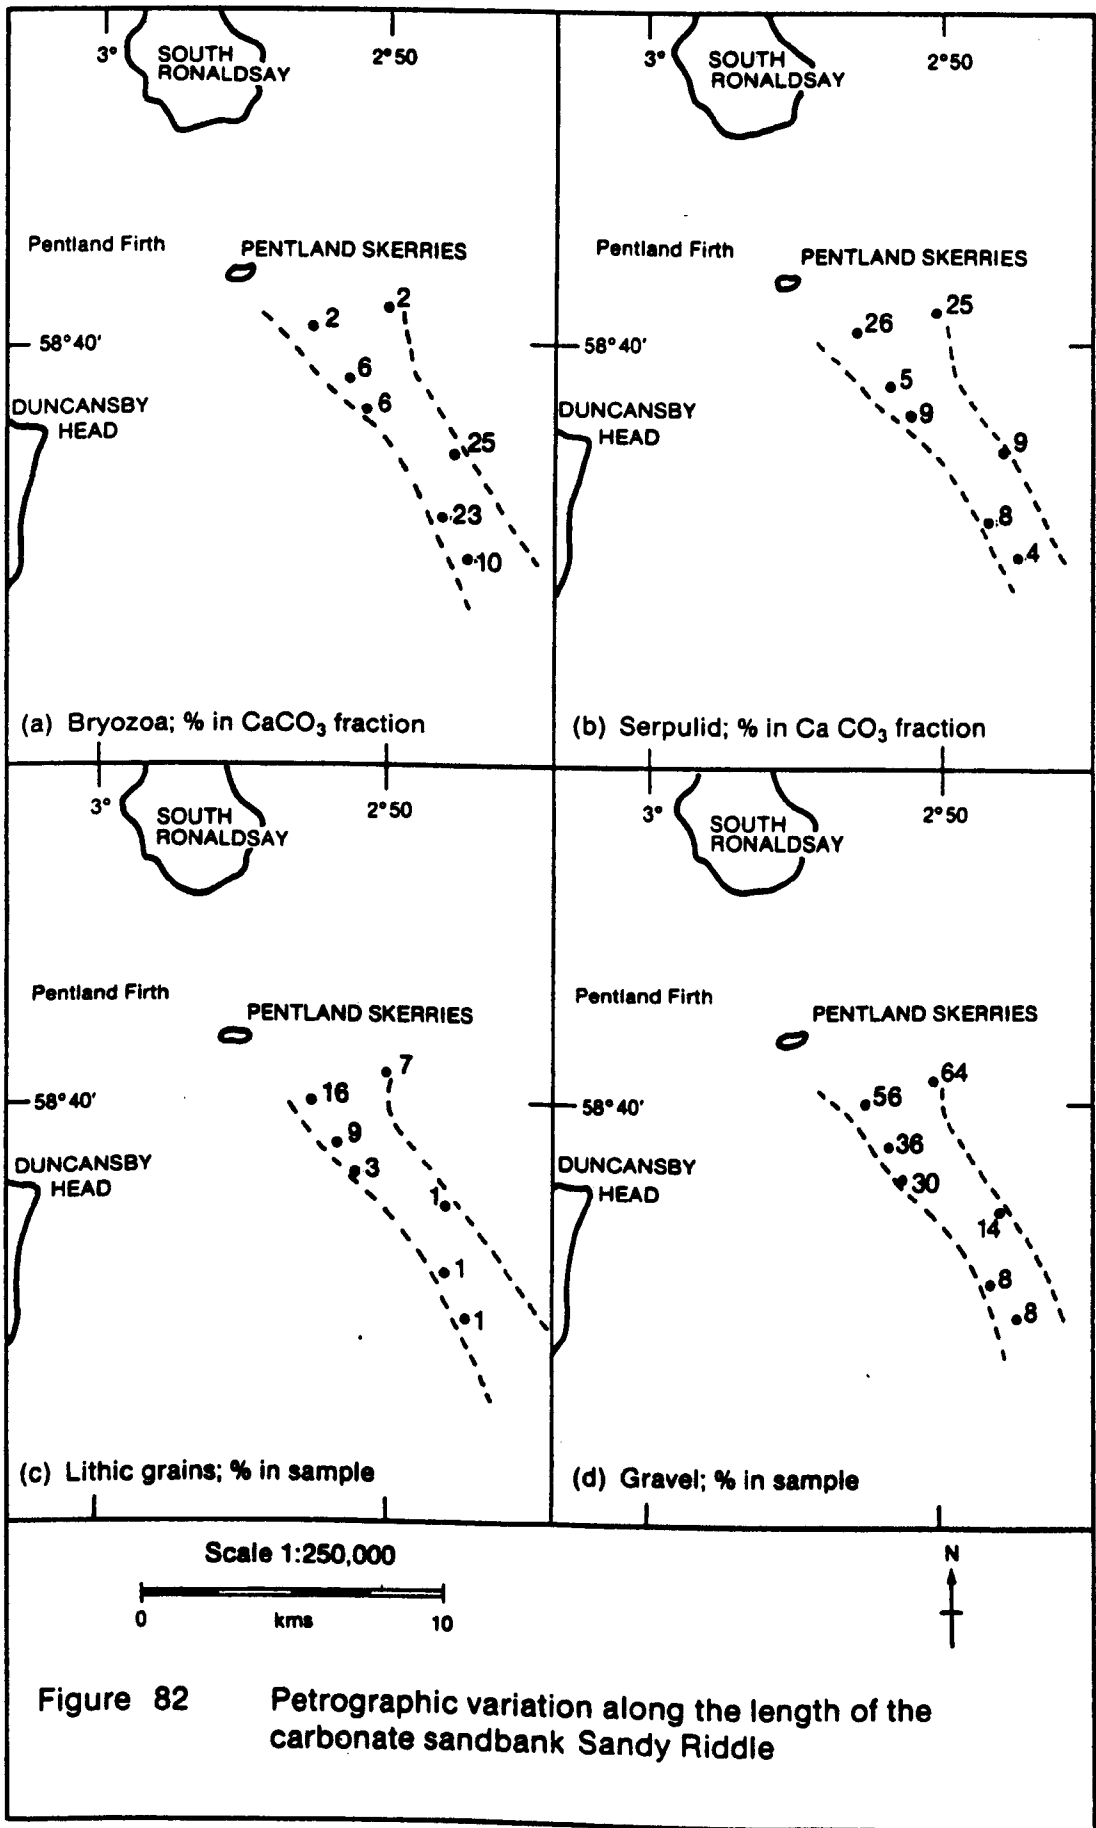 3°
SOUTH
RONALDSAY
2°50
Pentland Firth
PENTLAND SKERRIES
2
2
58°40'
6
6
DUNCANSBY
HEAD
25
23
10
(a) Bryozoa; % in CaCO₃ fraction
3°
SOUTH
RONALDSAY
2°50
Pentland Firth
PENTLAND SKERRIES
25
26
58°40'
5
9
DUNCANSBY
HEAD
9
8
4
(b) Serpulid; % in Ca CO₃ fraction
3°
SOUTH
RONALDSAY
2°50
Pentland Firth
PENTLAND SKERRIES
7
16
58°40'
9
3
DUNCANSBY
HEAD
1
1
1
(c) Lithic grains; % in sample
3°
SOUTH
RONALDSAY
2°50
Pentland Firth
PENTLAND SKERRIES
64
56
58°40'
36
30
DUNCANSBY
HEAD
14
8
8
(d) Gravel; % in sample
Scale 1:250,000
0 kms 10
N
Figure 82 Petrographic variation along the length of the
carbonate sandbank Sandy Riddle